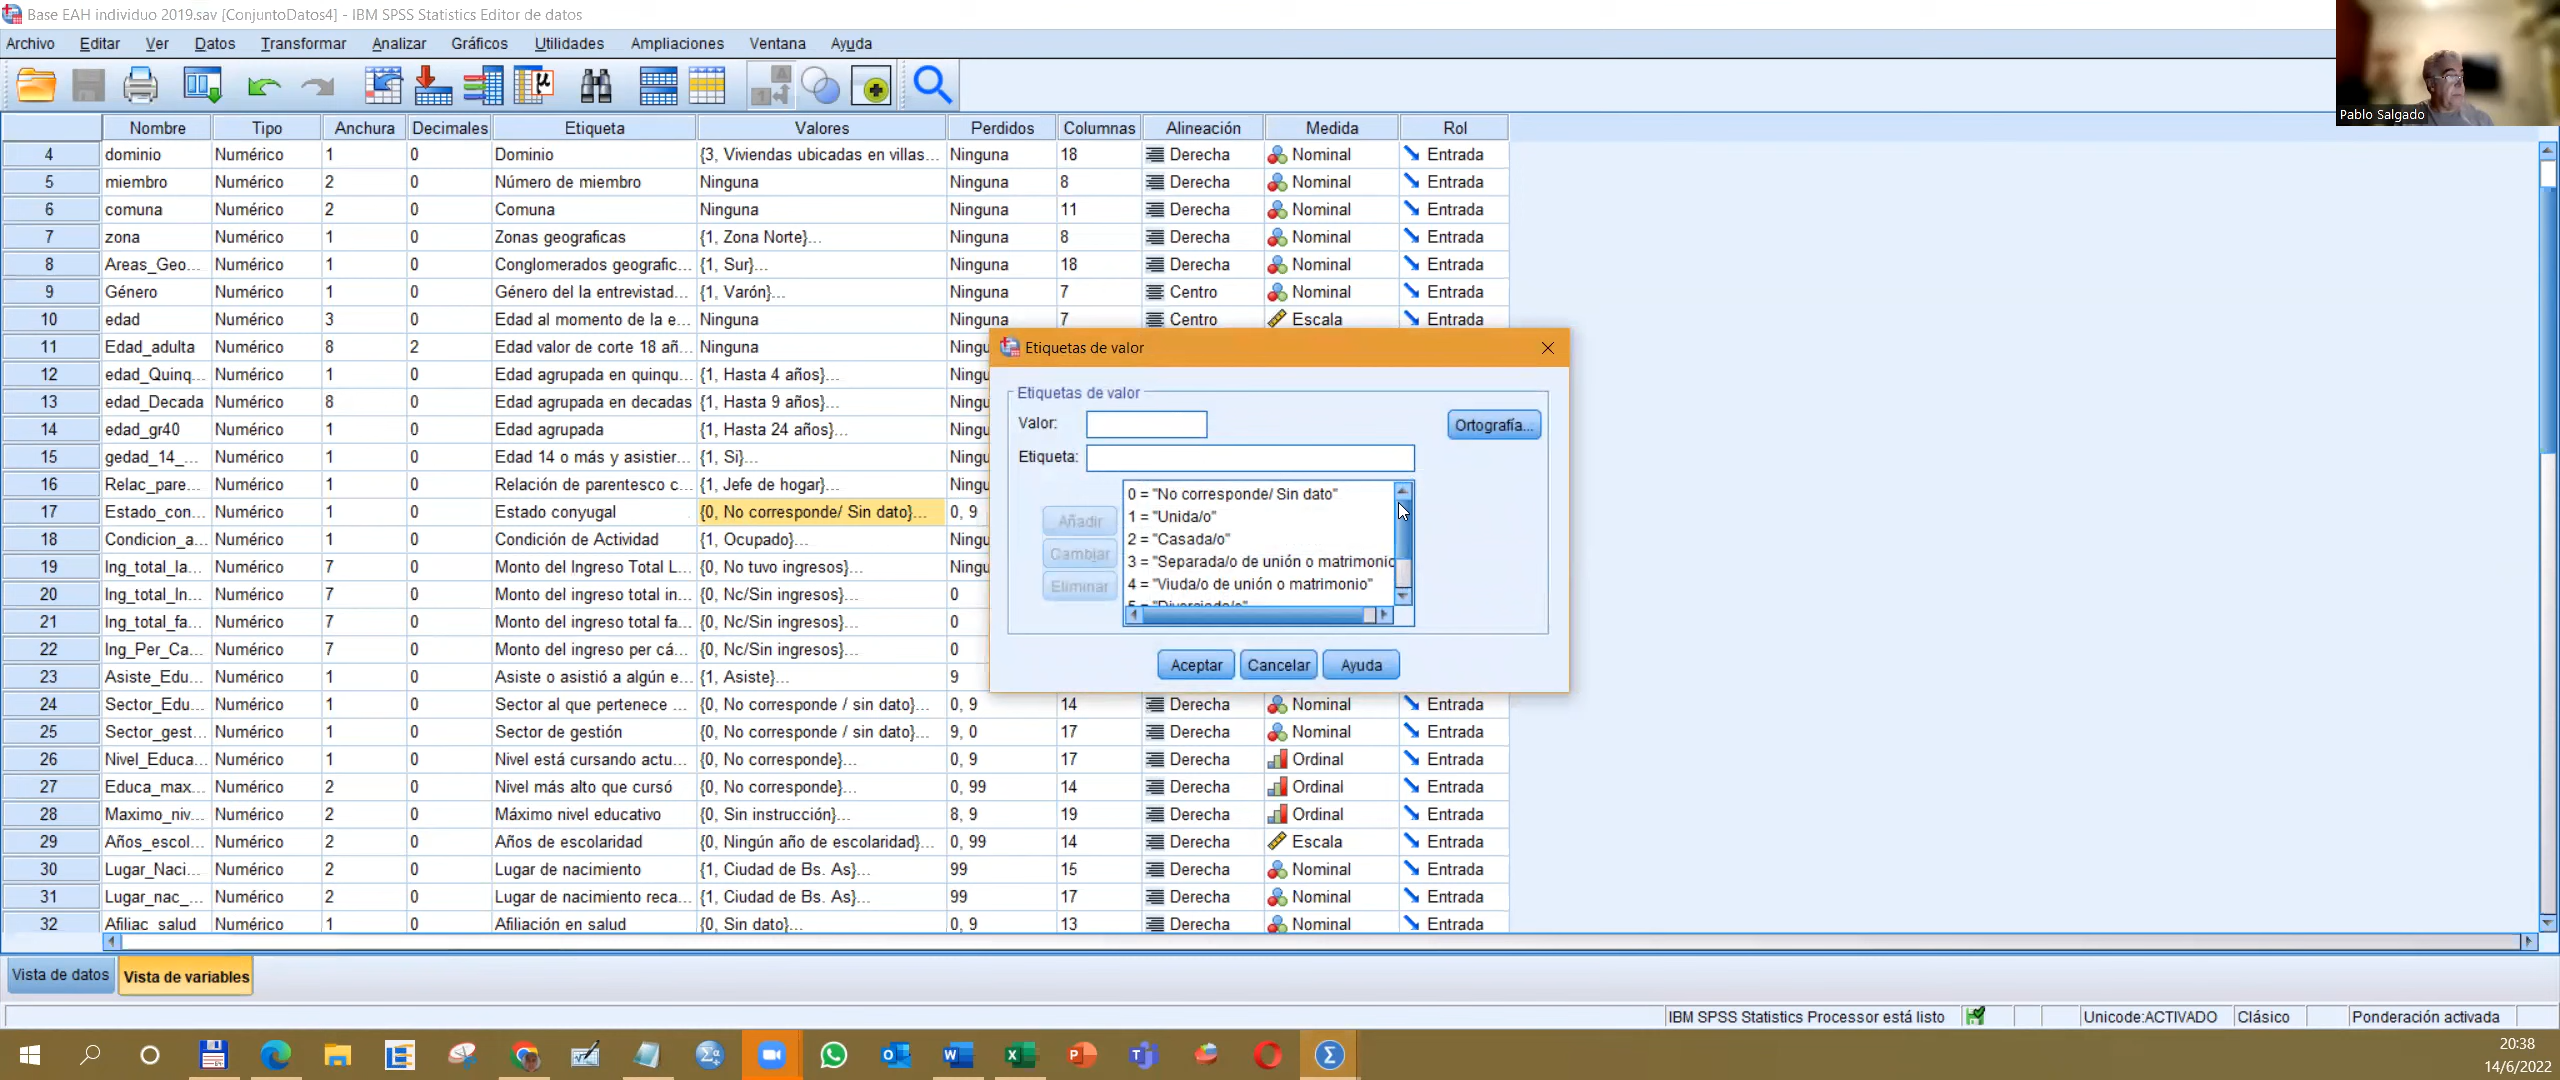 Base EAH individuo 2019.sav [ConjuntoDatos4] - IBM SPSS Statistics Editor de datos
Archivo Editar Ver Datos Transformar Analizar Gráficos Utilidades Ampliaciones Ventana Ayuda
Pablo Salgado
Nombre Tipo Anchura Decimales Etiqueta Valores Perdidos Columnas Alineación Medida Rol
4 dominio Numérico 1 0 Dominio {3, Viviendas ubicadas en villas... Ninguna 18 Derecha Nominal Entrada
5 miembro Numérico 2 0 Número de miembro Ninguna Ninguna 8 Derecha Nominal Entrada
6 comuna Numérico 2 0 Comuna Ninguna Ninguna 11 Derecha Nominal Entrada
7 zona Numérico 1 0 Zonas geograficas {1, Zona Norte}... Ninguna 8 Derecha Nominal Entrada
8 Areas_Geo... Numérico 1 0 Conglomerados geografic... {1, Sur}... Ninguna 18 Derecha Nominal Entrada
9 Género Numérico 1 0 Género del la entrevistad... {1, Varón}... Ninguna 7 Centro Nominal Entrada
10 edad Numérico 3 0 Edad al momento de la e... Ninguna Ninguna 7 Centro Escala Entrada
11 Edad_adulta Numérico 8 2 Edad valor de corte 18 añ... Ninguna Ningu
12 edad_Quinq... Numérico 1 0 Edad agrupada en quinqu... {1, Hasta 4 años}... Ningu
13 edad_Decada Numérico 8 0 Edad agrupada en decadas {1, Hasta 9 años}... Ningu
14 edad_gr40 Numérico 1 0 Edad agrupada {1, Hasta 24 años}... Ningu
15 gedad_14_... Numérico 1 0 Edad 14 o más y asistier... {1, Si}... Ningu
16 Relac_pare... Numérico 1 0 Relación de parentesco c... {1, Jefe de hogar}... Ningu
17 Estado_con... Numérico 1 0 Estado conyugal {0, No corresponde/ Sin dato}... 0, 9
18 Condicion_a... Numérico 1 0 Condición de Actividad {1, Ocupado}... Ningu
19 Ing_total_la... Numérico 7 0 Monto del Ingreso Total L... {0, No tuvo ingresos}... Ningu
20 Ing_total_In... Numérico 7 0 Monto del ingreso total in... {0, Nc/Sin ingresos}... 0
21 Ing_total_fa... Numérico 7 0 Monto del ingreso total fa... {0, Nc/Sin ingresos}... 0
22 Ing_Per_Ca... Numérico 7 0 Monto del ingreso per cá... {0, Nc/Sin ingresos}... 0
23 Asiste_Edu... Numérico 1 0 Asiste o asistió a algún e... {1, Asiste}... 9
24 Sector_Edu... Numérico 1 0 Sector al que pertenece ... {0, No corresponde / sin dato}... 0, 9 14 Derecha Nominal Entrada
25 Sector_gest... Numérico 1 0 Sector de gestión {0, No corresponde / sin dato}... 9, 0 17 Derecha Nominal Entrada
26 Nivel_Educa... Numérico 1 0 Nivel está cursando actu... {0, No corresponde}... 0, 9 17 Derecha Ordinal Entrada
27 Educa_max... Numérico 2 0 Nivel más alto que cursó {0, No corresponde}... 0, 99 14 Derecha Ordinal Entrada
28 Maximo_niv... Numérico 2 0 Máximo nivel educativo {0, Sin instrucción}... 8, 9 19 Derecha Ordinal Entrada
29 Años_escol... Numérico 2 0 Años de escolaridad {0, Ningún año de escolaridad}... 0, 99 14 Derecha Escala Entrada
30 Lugar_Naci... Numérico 2 0 Lugar de nacimiento {1, Ciudad de Bs. As}... 99 15 Derecha Nominal Entrada
31 Lugar_nac_... Numérico 2 0 Lugar de nacimiento reca... {1, Ciudad de Bs. As}... 99 17 Derecha Nominal Entrada
32 Afiliac_salud Numérico 1 0 Afiliación en salud {0, Sin dato}... 0, 9 13 Derecha Nominal Entrada
Etiquetas de valor
Etiquetas de valor
Valor:
Ortografía...
Etiqueta:
0 = "No corresponde/ Sin dato"
1 = "Unida/o"
2 = "Casada/o"
3 = "Separada/o de unión o matrimonio
4 = "Viuda/o de unión o matrimonio"
5 = "Divorciada/o"
Añadir
Cambiar
Eliminar
Aceptar Cancelar Ayuda
Vista de datos Vista de variables
IBM SPSS Statistics Processor está listo Unicode:ACTIVADO Clásico Ponderación activada
20:38
14/6/2022